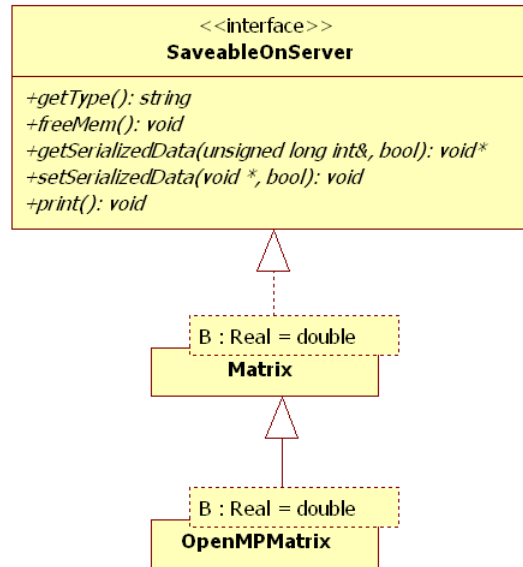 <<interface>>
SaveableOnServer
+getType(): string
+freeMem(): void
+getSerializedData(unsigned long int&, bool): void*
+setSerializedData(void *, bool): void
+print(): void
B : Real = double
Matrix
B : Real = double
OpenMPMatrix